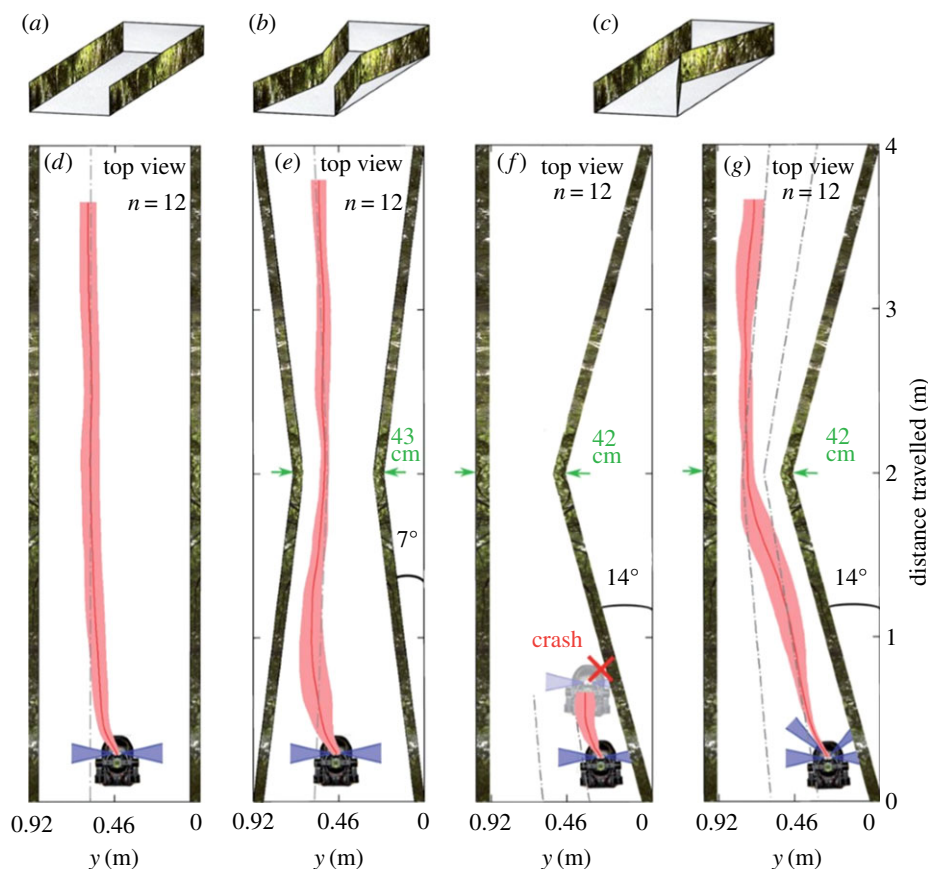 (a)
(b)
(c)
(d)
top view
n = 12
(e)
top view
n = 12
(f)
top view
n = 12
(g)
top view
n = 12
4
3
2
1
0
distance travelled (m)
43
cm
42
cm
42
cm
7°
14°
14°
crash
0.92
0.46
0
0.92
0.46
0
0.92
0.46
0
0.92
0.46
0
y (m)
y (m)
y (m)
y (m)